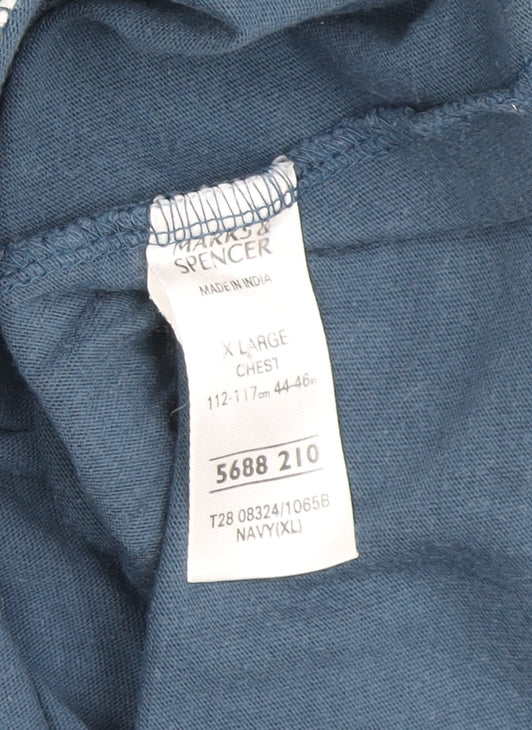 MARKS &
SPENCER
MADE IN INDIA
X LARGE
CHEST
112-117cm 44-46in
5688 210
T28 08324/1065B
NAVY(XL)